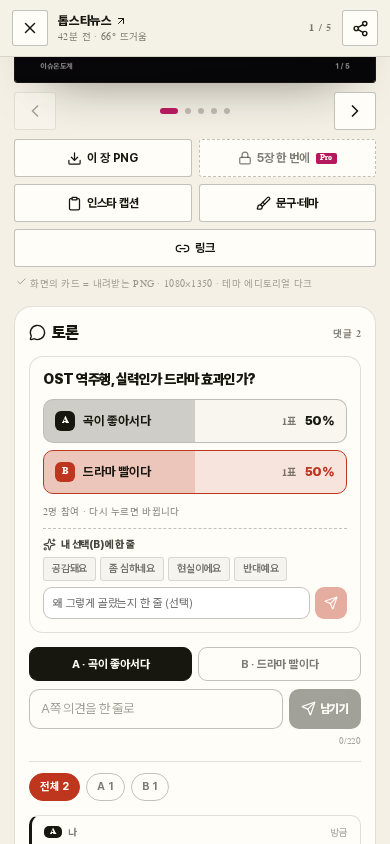 톱스타뉴스
42분 전 · 66° 뜨거움
1 / 5
이슈온도계
1 / 5
이 장 PNG
5장 한 번에 Pro
인스타 캡션
문구·테마
링크
화면의 카드 = 내려받는 PNG · 1080×1350 · 테마 에디토리얼 다크
토론
댓글 2
OST 역주행, 실력인가 드라마 효과인가?
A 곡이 좋아서다 1표 50%
B 드라마 빨이다 1표 50%
2명 참여 · 다시 누르면 바뀝니다
내 선택(B)에 한 줄
공감돼요 좀 심하네요 현실이에요 반대예요
왜 그렇게 골랐는지 한 줄 (선택)
A · 곡이 좋아서다
B · 드라마 빨이다
A쪽 의견을 한 줄로
남기기
0/220
전체 2 A 1 B 1
A 나 방금